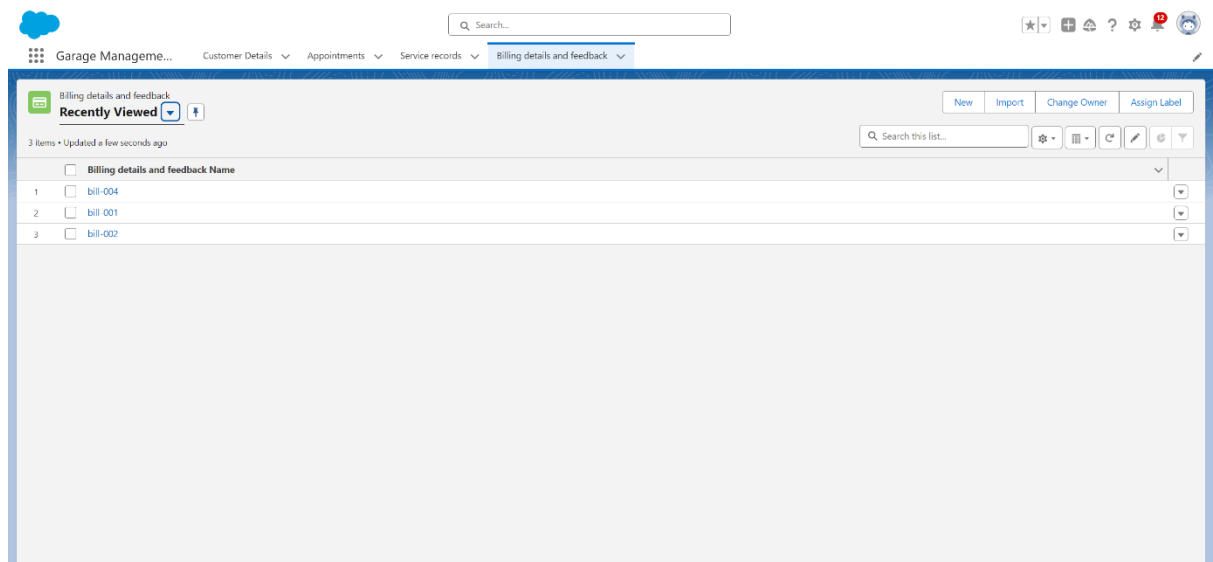 Search...
12
Garage Manageme... Customer Details Appointments Service records Billing details and feedback
Billing details and feedback
Recently Viewed
New Import Change Owner Assign Label
3 items • Updated a few seconds ago
Search this list...
Billing details and feedback Name
1 bill-004
2 bill-001
3 bill-002